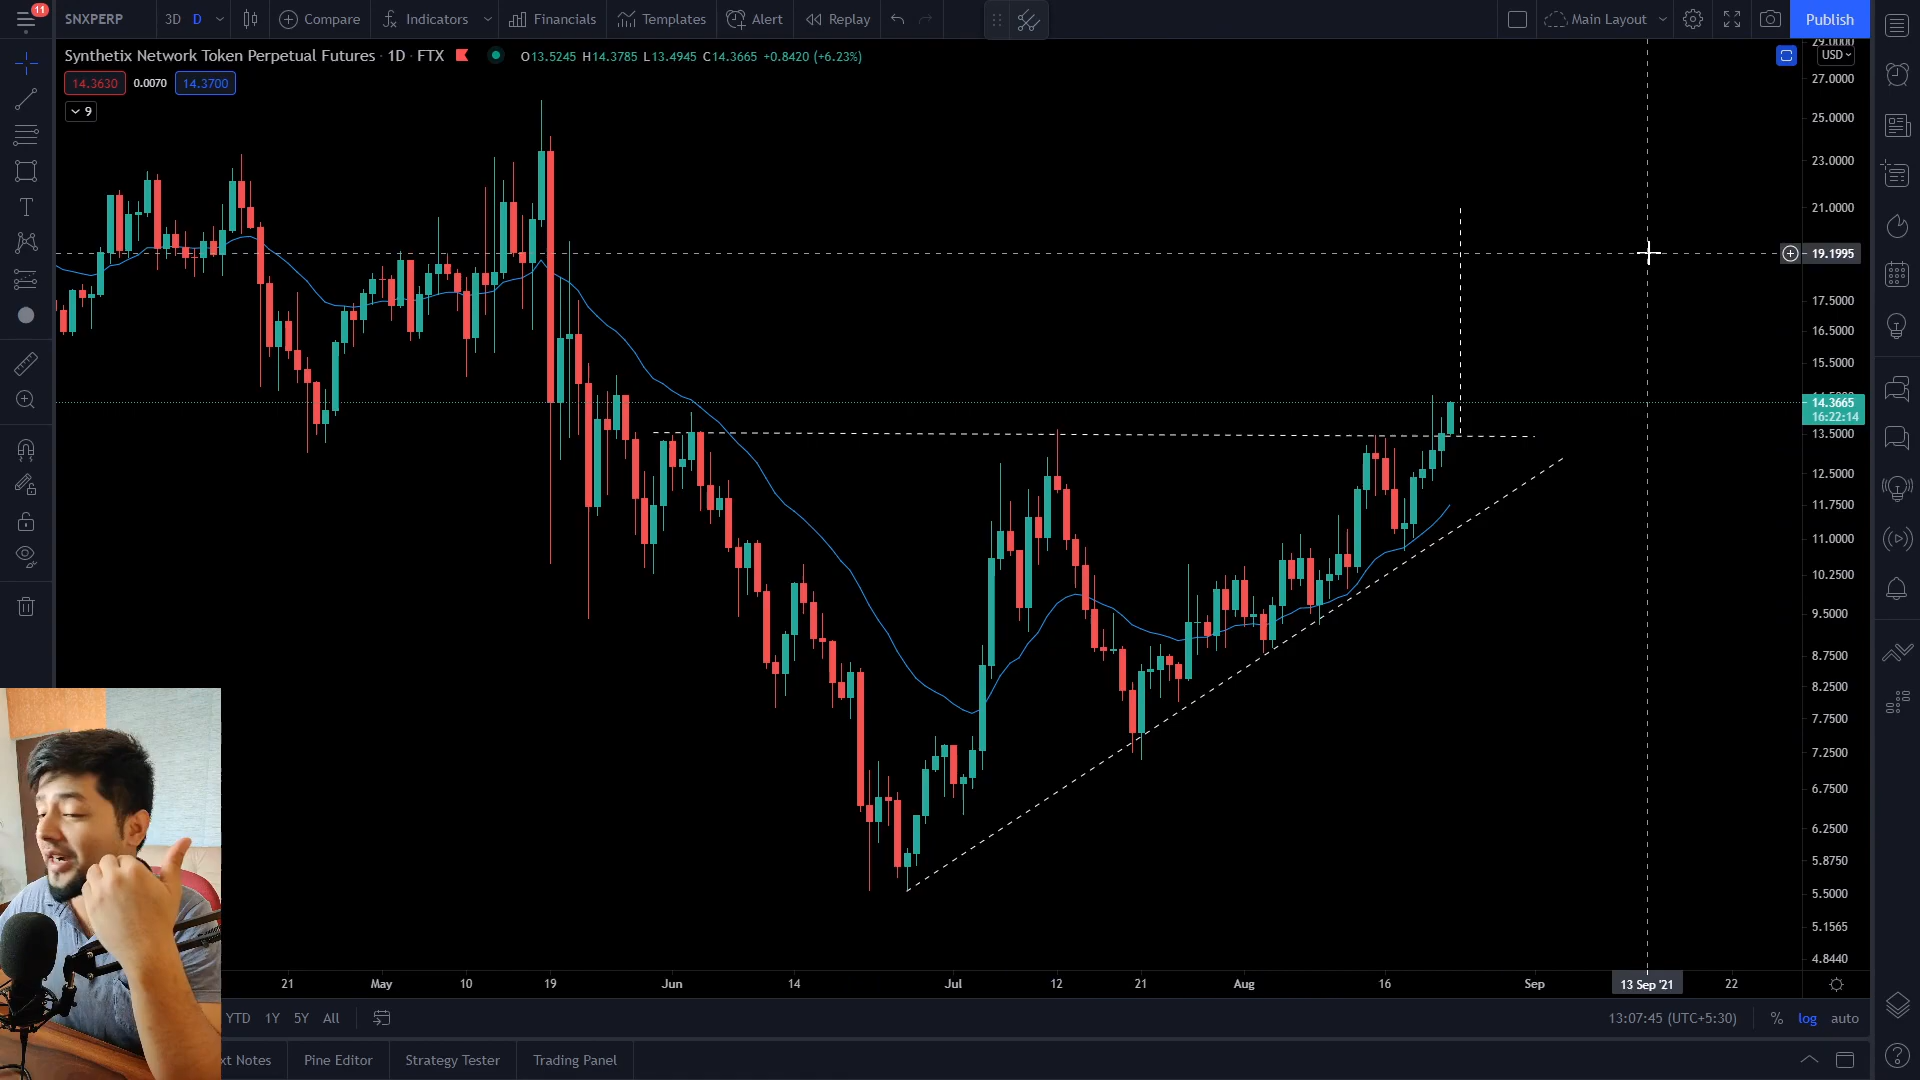 11
SNXPERP
3D D
Compare
Indicators
Financials
Templates
Alert
Replay
Main Layout
Publish
Synthetix Network Token Perpetual Futures · 1D · FTX
O13.5245 H14.3785 L13.4945 C14.3665 +0.8420 (+6.23%)
14.3630 0.0070 14.3700
9
USD
27.0000
25.0000
23.0000
21.0000
19.1995
17.5000
16.5000
15.5000
14.3665
16:22:14
13.5000
12.5000
11.7500
11.0000
10.2500
9.5000
8.7500
8.2500
7.7500
7.2500
6.7500
6.2500
5.8750
5.5000
5.1565
4.8440
21 May 10 19 Jun 14 Jul 12 21 Aug 16 Sep 13 Sep '21 22
YTD 1Y 5Y All
13:07:45 (UTC+5:30) % log auto
xt Notes Pine Editor Strategy Tester Trading Panel